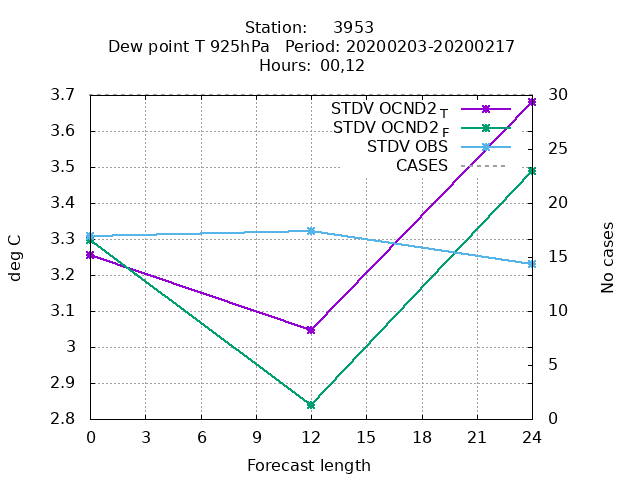 Station: 3953
Dew point T 925hPa Period: 20200203-20200217
Hours: 00,12
3.7 30
STDV OCND2 T
3.6
STDV OCND2 F
25
STDV OBS
3.5
CASES
3.4 20
3.3
15
3.2
3.1 10
3
5
2.9
2.8 0
deg C
No cases
0 3 6 9 12 15 18 21 24
Forecast length